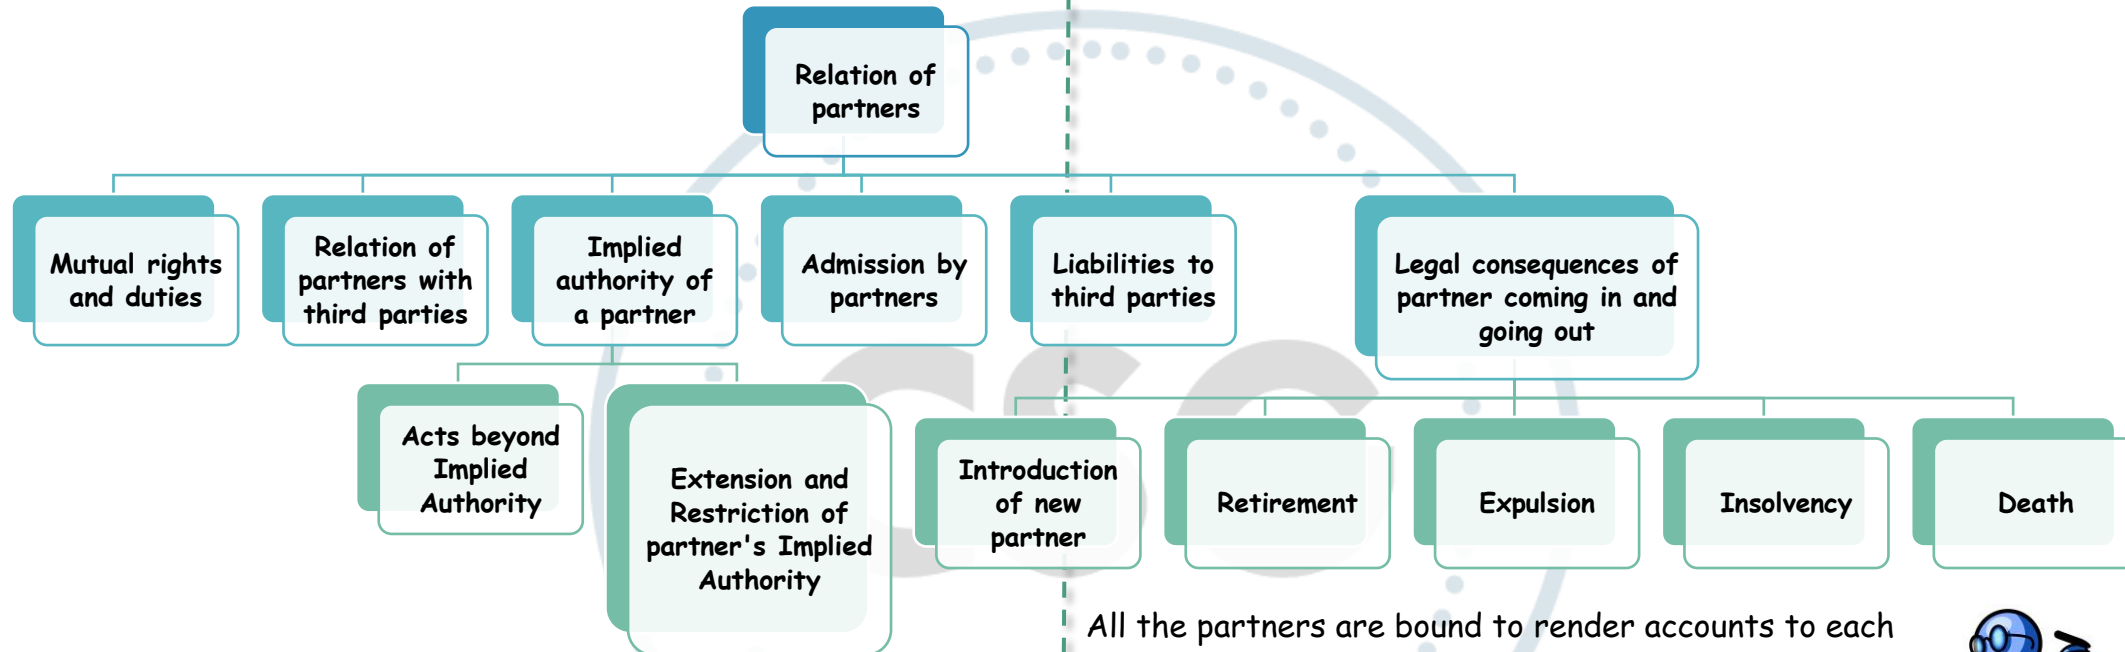 Relation of
partners
Mutual rights
and duties
Relation of
partners with
third parties
Implied
authority of
a partner
Admission by
partners
Liabilities to
third parties
Legal consequences of
partner coming in and
going out
Acts beyond
Implied
Authority
Extension and
Restriction of
partner's Implied
Authority
Introduction
of new
partner
Retirement
Expulsion
Insolvency
Death
All the partners are bound to render accounts to each